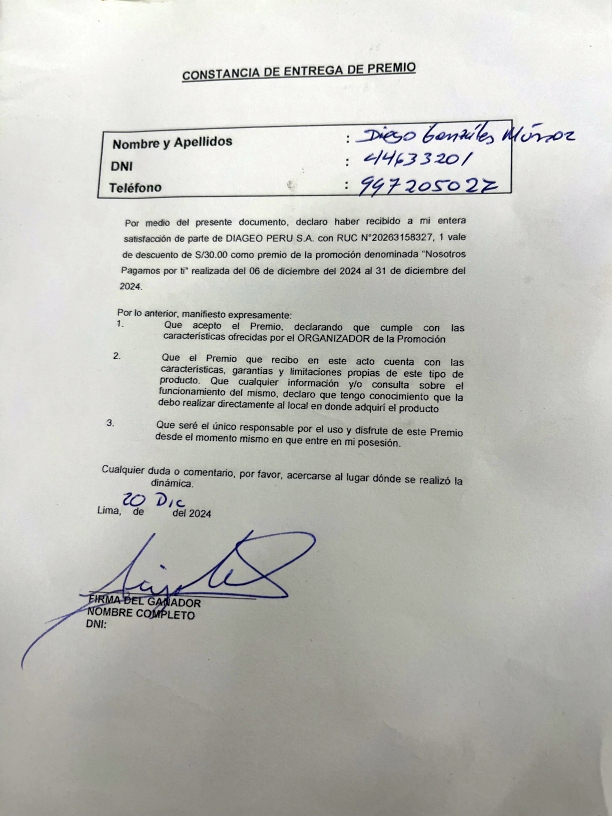 CONSTANCIA DE ENTREGA DE PREMIO
Nombre y Apellidos : Diego Gonzáles Múñoz
DNI : 44633201
Teléfono : 997205027
Por medio del presente documento, declaro haber recibido a mi entera
satisfacción de parte de DIAGEO PERU S.A. con RUC N°20263158327, 1 vale
de descuento de S/30.00 como premio de la promoción denominada "Nosotros
Pagamos por ti" realizada del 06 de diciembre del 2024 al 31 de diciembre del
2024.
Por lo anterior, manifiesto expresamente:
1. Que acepto el Premio, declarando que cumple con las
características ofrecidas por el ORGANIZADOR de la Promoción
2. Que el Premio que recibo en este acto cuenta con las
características, garantías y limitaciones propias de este tipo de
producto. Que cualquier información y/o consulta sobre el
funcionamiento del mismo, declaro que tengo conocimiento que la
debo realizar directamente al local en donde adquirí el producto
3. Que seré el único responsable por el uso y disfrute de este Premio
desde el momento mismo en que entre en mi posesión.
Cualquier duda o comentario, por favor, acercarse al lugar dónde se realizó la
dinámica.
Lima, 20 de Dic del 2024
FIRMA DEL GANADOR
NOMBRE COMPLETO
DNI: